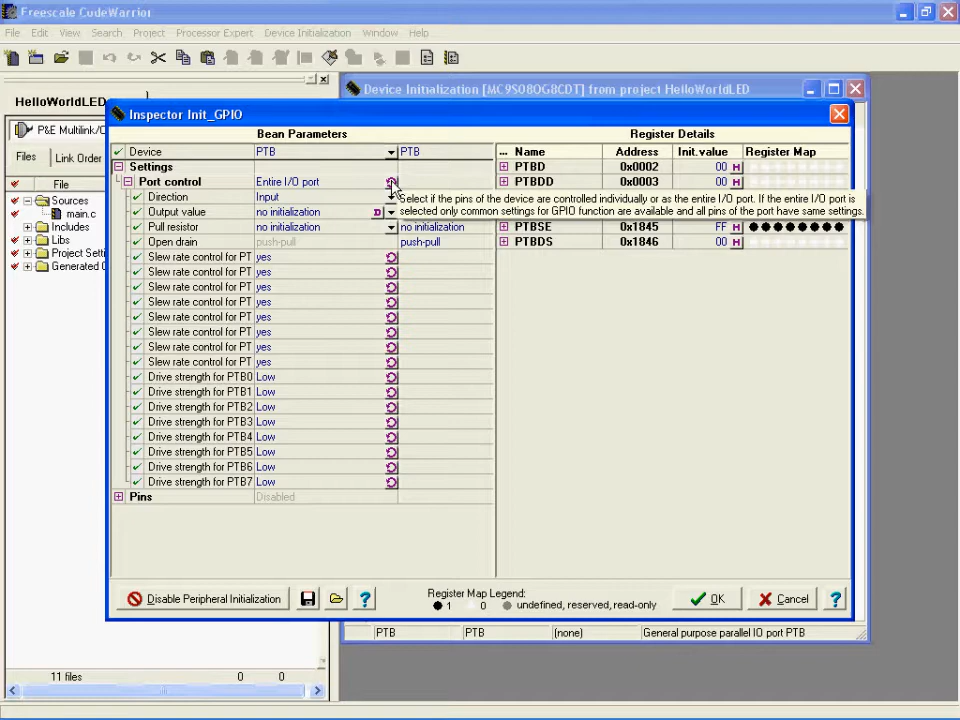 Freescale CodeWarrior
File Edit View Search Project Processor Expert Device Initialization Window Help
HelloWorldLED
P&E Multilink/C
Files Link Order
File
Sources
main.c
Includes
Libs
Project Setti
Generated C
11 files 0 0
Device Initialization [MC9S08QG8CDT] from project HelloWorldLED
Inspector Init_GPIO
Bean Parameters Register Details
Device PTB PTB ... Name Address Init.value Register Map
Settings PTBD 0x0002 00 H
Port control Entire I/O port PTBDD 0x0003 00 H
Direction Input
Select if the pins of the device are controlled individually or as the entire I/O port. If the entire I/O port is
selected only common settings for GPIO function are available and all pins of the port have same settings.
Output value no initialization D
Pull resistor no initialization no initialization PTBSE 0x1845 FF H
Open drain push-pull push-pull PTBDS 0x1846 00 H
Slew rate control for PT yes
Slew rate control for PT yes
Slew rate control for PT yes
Slew rate control for PT yes
Slew rate control for PT yes
Slew rate control for PT yes
Slew rate control for PT yes
Slew rate control for PT yes
Drive strength for PTB0 Low
Drive strength for PTB1 Low
Drive strength for PTB2 Low
Drive strength for PTB3 Low
Drive strength for PTB4 Low
Drive strength for PTB5 Low
Drive strength for PTB6 Low
Drive strength for PTB7 Low
Pins Disabled
Disable Peripheral Initialization ?
Register Map Legend:
1 0 undefined, reserved, read-only
OK Cancel ?
PTB PTB (none) General purpose parallel IO port PTB